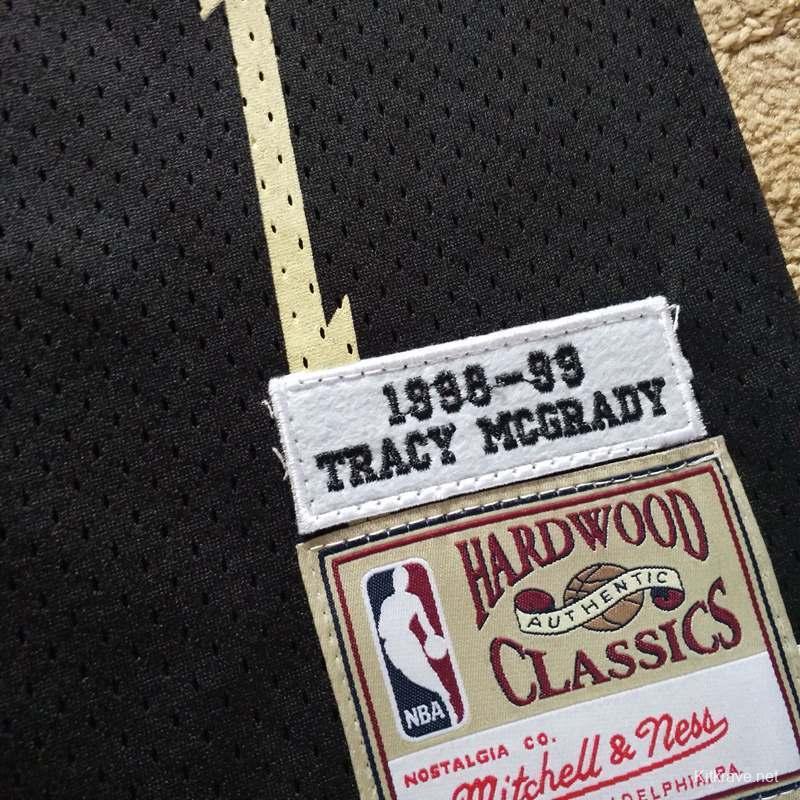 1998-99
TRACY MCGRADY
HARDWOOD
AUTHENTIC
CLASSICS
NBA
NOSTALGIA CO.
Mitchell & Ness
Kitkrave.net